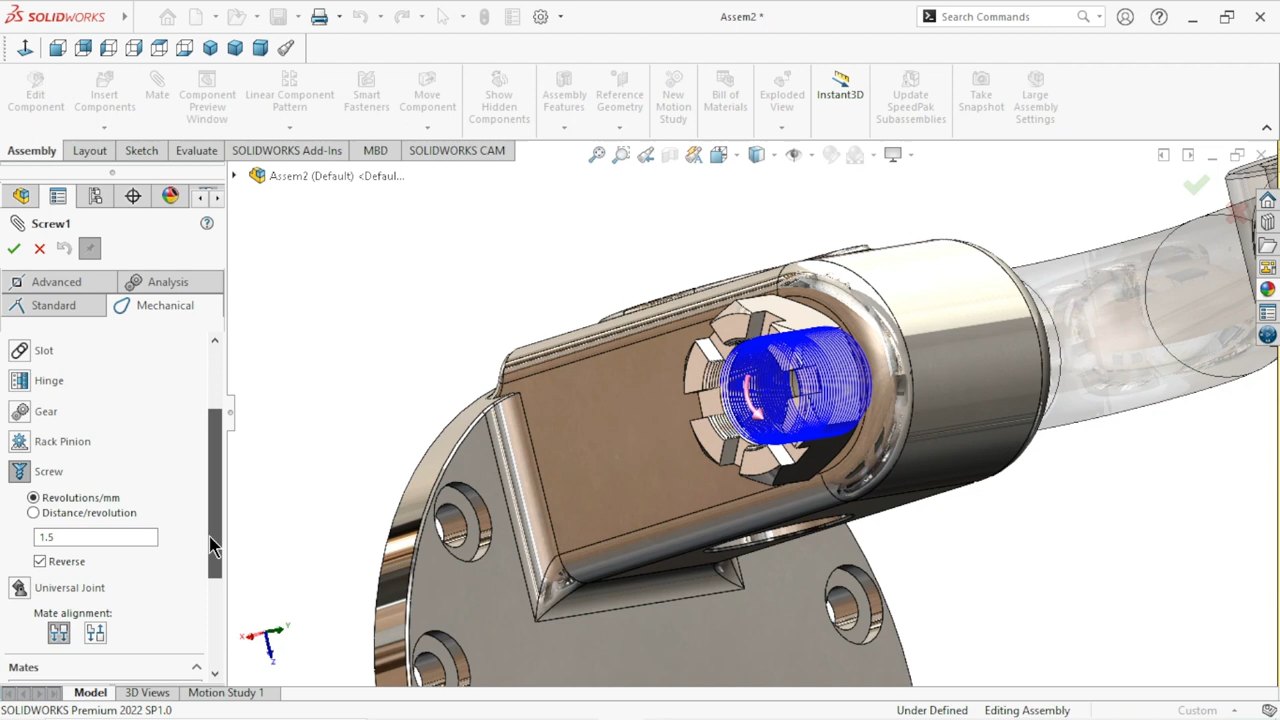 SOLIDWORKS
Assem2 *
Search Commands
Edit Component
Insert Components
Mate
Component Preview Window
Linear Component Pattern
Smart Fasteners
Move Component
Show Hidden Components
Assembly Features
Reference Geometry
New Motion Study
Bill of Materials
Exploded View
Instant3D
Update SpeedPak Subassemblies
Take Snapshot
Large Assembly Settings
Assembly
Layout
Sketch
Evaluate
SOLIDWORKS Add-Ins
MBD
SOLIDWORKS CAM
Assem2 (Default) <Defaul...
Screw1
Advanced
Analysis
Standard
Mechanical
Slot
Hinge
Gear
Rack Pinion
Screw
Revolutions/mm
Distance/revolution
1.5
Reverse
Universal Joint
Mate alignment:
Mates
X
Y
Z
Model
3D Views
Motion Study 1
SOLIDWORKS Premium 2022 SP1.0
Under Defined
Editing Assembly
Custom